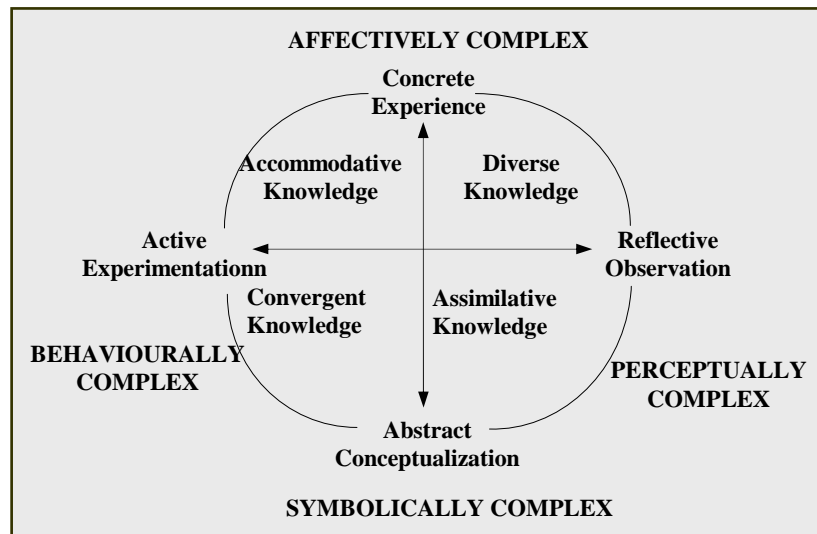 AFFECTIVELY COMPLEX
Concrete
Experience
Accommodative
Knowledge
Diverse
Knowledge
Active
Experimentationn
Reflective
Observation
Convergent
Knowledge
Assimilative
Knowledge
BEHAVIOURALLY
COMPLEX
PERCEPTUALLY
COMPLEX
Abstract
Conceptualization
SYMBOLICALLY COMPLEX